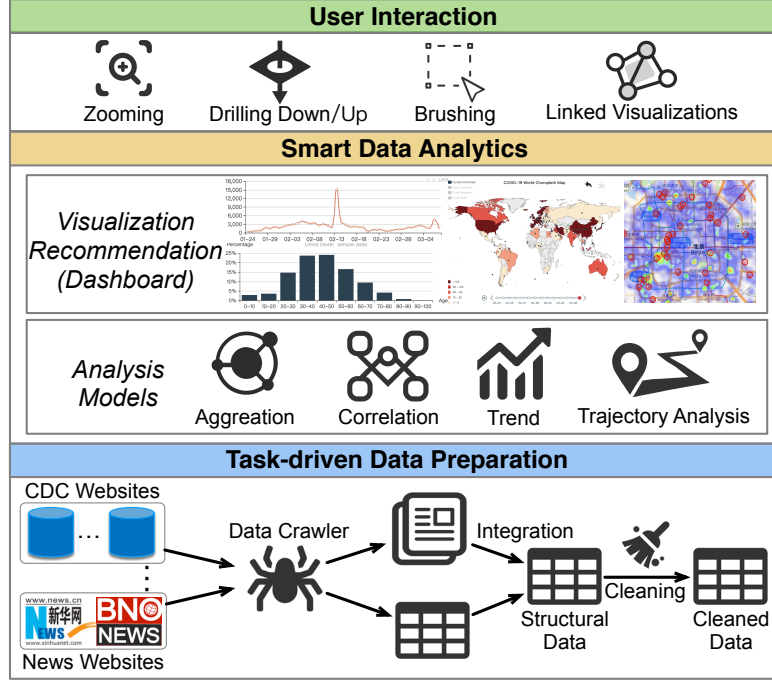 User Interaction
Zooming
Drilling Down/Up
Brushing
Linked Visualizations
Smart Data Analytics
Visualization
Recommendation
(Dashboard)
18,000
15,000
12,000
9,000
6,000
3,000
0
01-24
01-29
02-03
02-08
02-13
02-18
02-23
02-28
03-04
Percentage
25%
20%
15%
10%
5%
0%
0-10
10-20
20-30
30-40
40-50
50-60
60-70
70-80
80-90
90-100
Age
COVID-19 World Choropleth Map
北京
Beijing
Analysis
Models
Aggreation
Correlation
Trend
Trajectory Analysis
Task-driven Data Preparation
CDC Websites
...
Data Crawler
Integration
Cleaning
Structural
Data
Cleaned
Data
www.news.cn
新华网
NEWS
www.xinhuanet.com
BNO
NEWS
News Websites